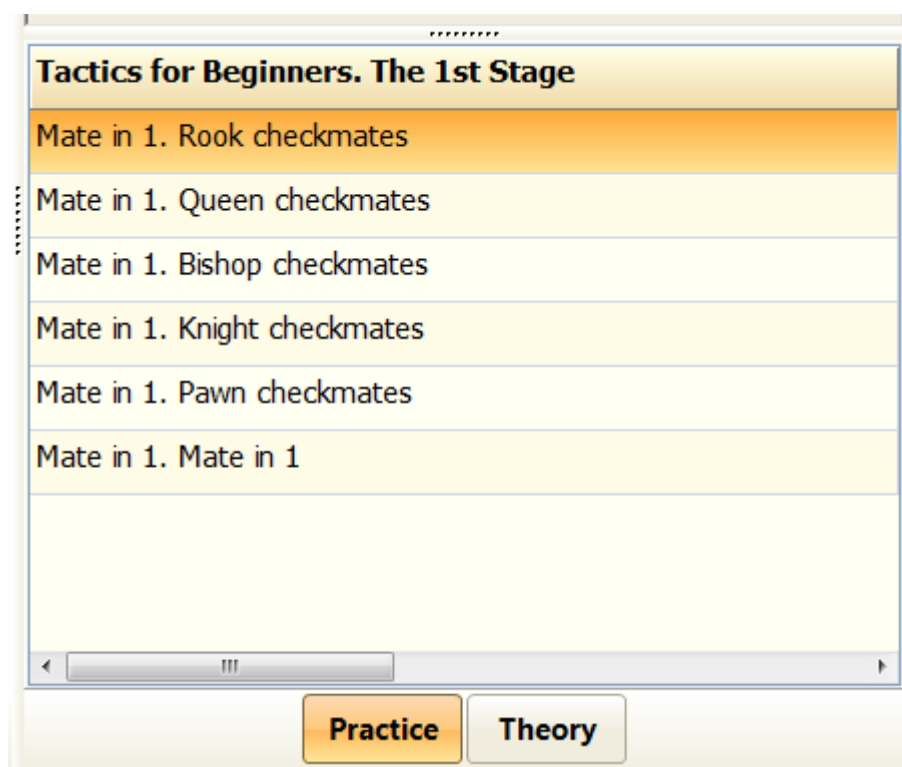 Tactics for Beginners. The 1st Stage
Mate in 1. Rook checkmates
Mate in 1. Queen checkmates
Mate in 1. Bishop checkmates
Mate in 1. Knight checkmates
Mate in 1. Pawn checkmates
Mate in 1. Mate in 1
Practice Theory